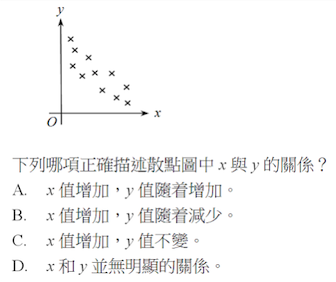 y
x
O
下列哪項正確描述散點圖中 x 與 y 的關係？
A. x 值增加，y 值隨着增加。
B. x 值增加，y 值隨着減少。
C. x 值增加，y 值不變。
D. x 和 y 並無明顯的關係。